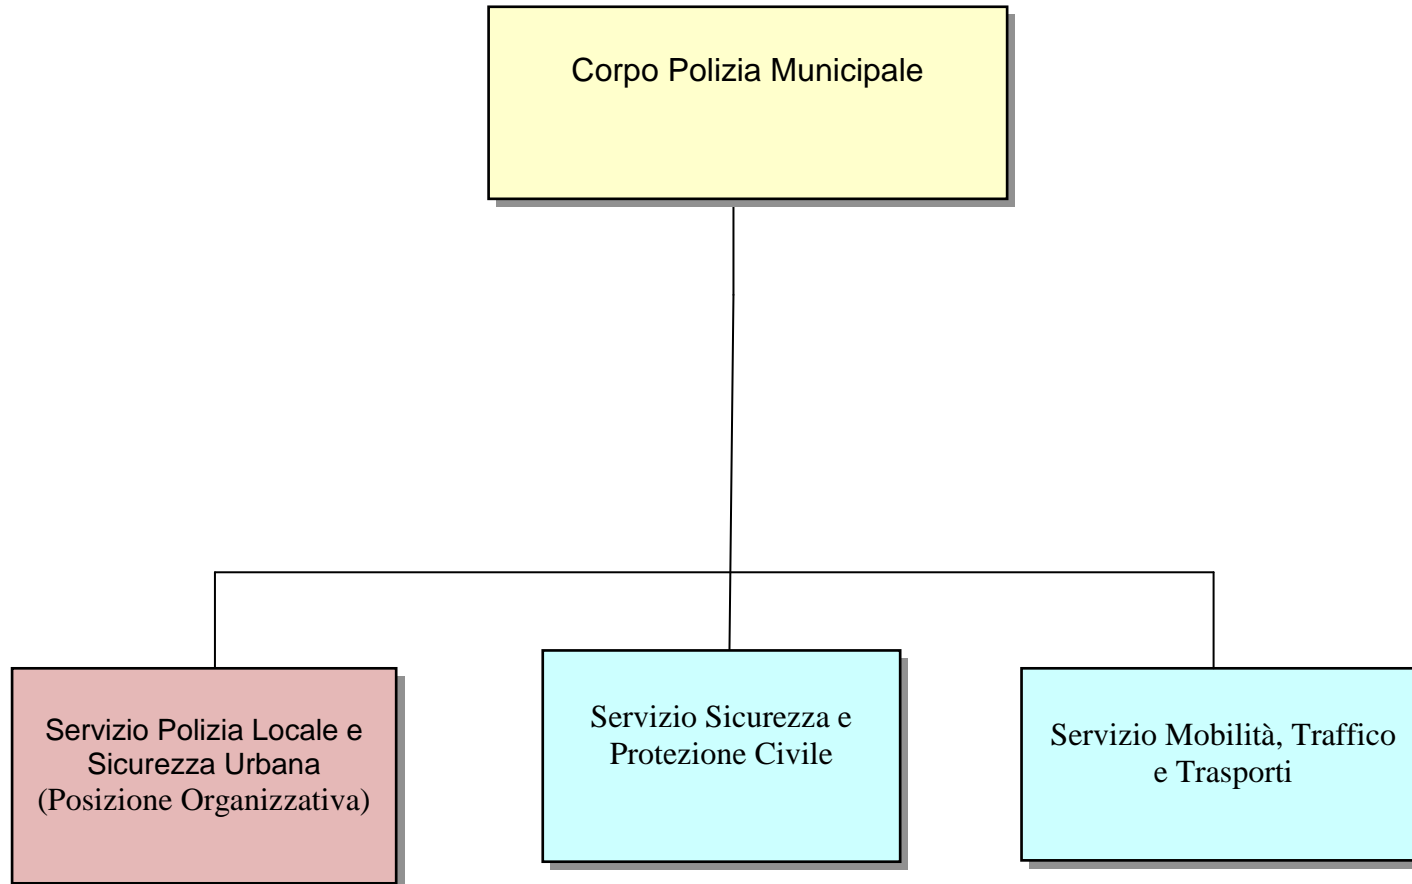 Corpo Polizia Municipale
Servizio Polizia Locale e
Sicurezza Urbana
(Posizione Organizzativa)
Servizio Sicurezza e
Protezione Civile
Servizio Mobilità, Traffico
e Trasporti